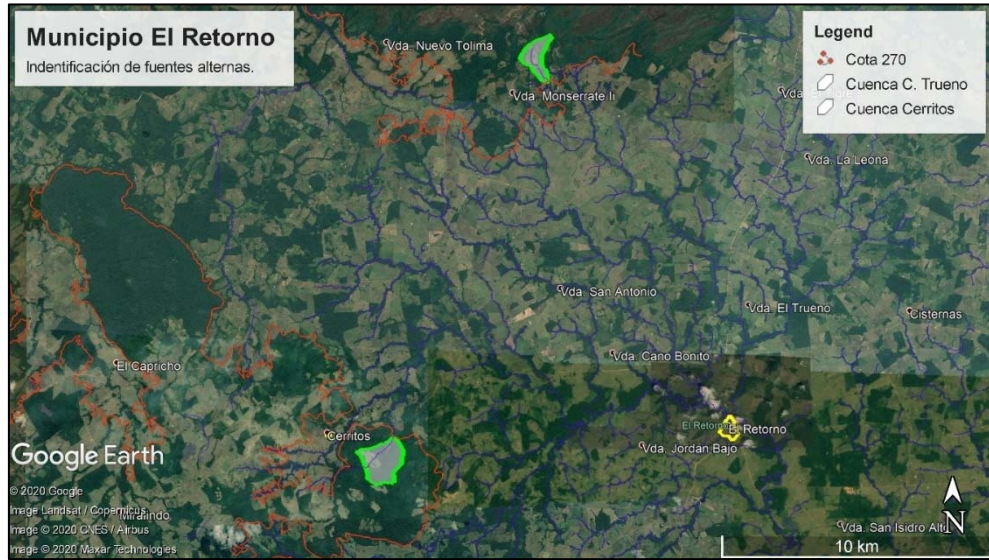 Municipio El Retorno
Indentificación de fuentes alternas.
Legend
Cota 270
Cuenca C. Trueno
Cuenca Cerritos
Vda. Nuevo Tolima
Vda. Monserrate Ii
Vda. La Leona
Vda. San Antonio
Vda. El Trueno
Cisternas
Vda. Cano Bonito
El Capricho
Cerritos
El Retorno
El Retorno
Vda. Jordan Bajo
Google Earth
© 2020 Google
Image Landsat / Copernicus
Miralindo
Image © 2020 CNES / Airbus
Image © 2020 Maxar Technologies
Vda. San Isidro Alto
N
10 km